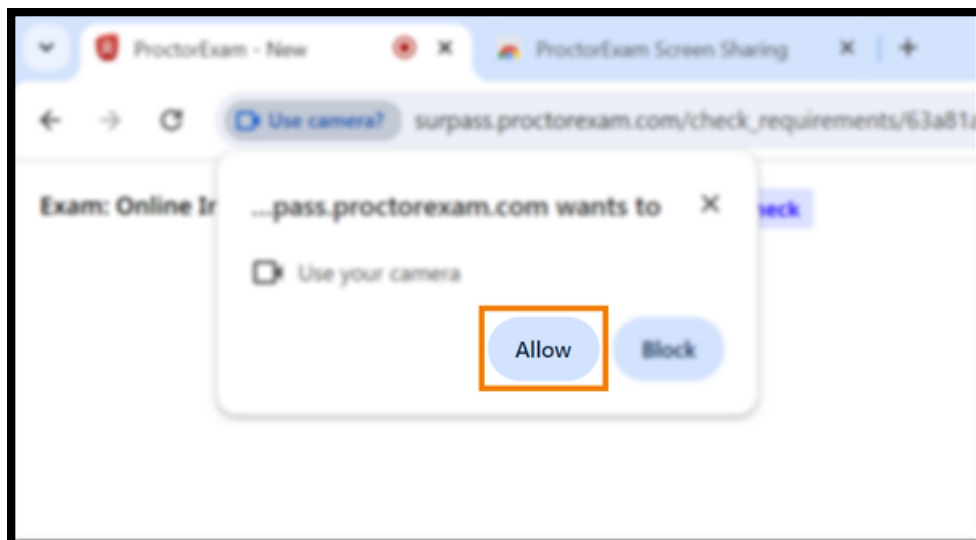 ProctorExam - New
ProctorExam Screen Sharing
Use camera? surpass.proctorexam.com/check_requirements/63a81a
Exam: Online Ir
...pass.proctorexam.com wants to
neck
Use your camera
Allow Block